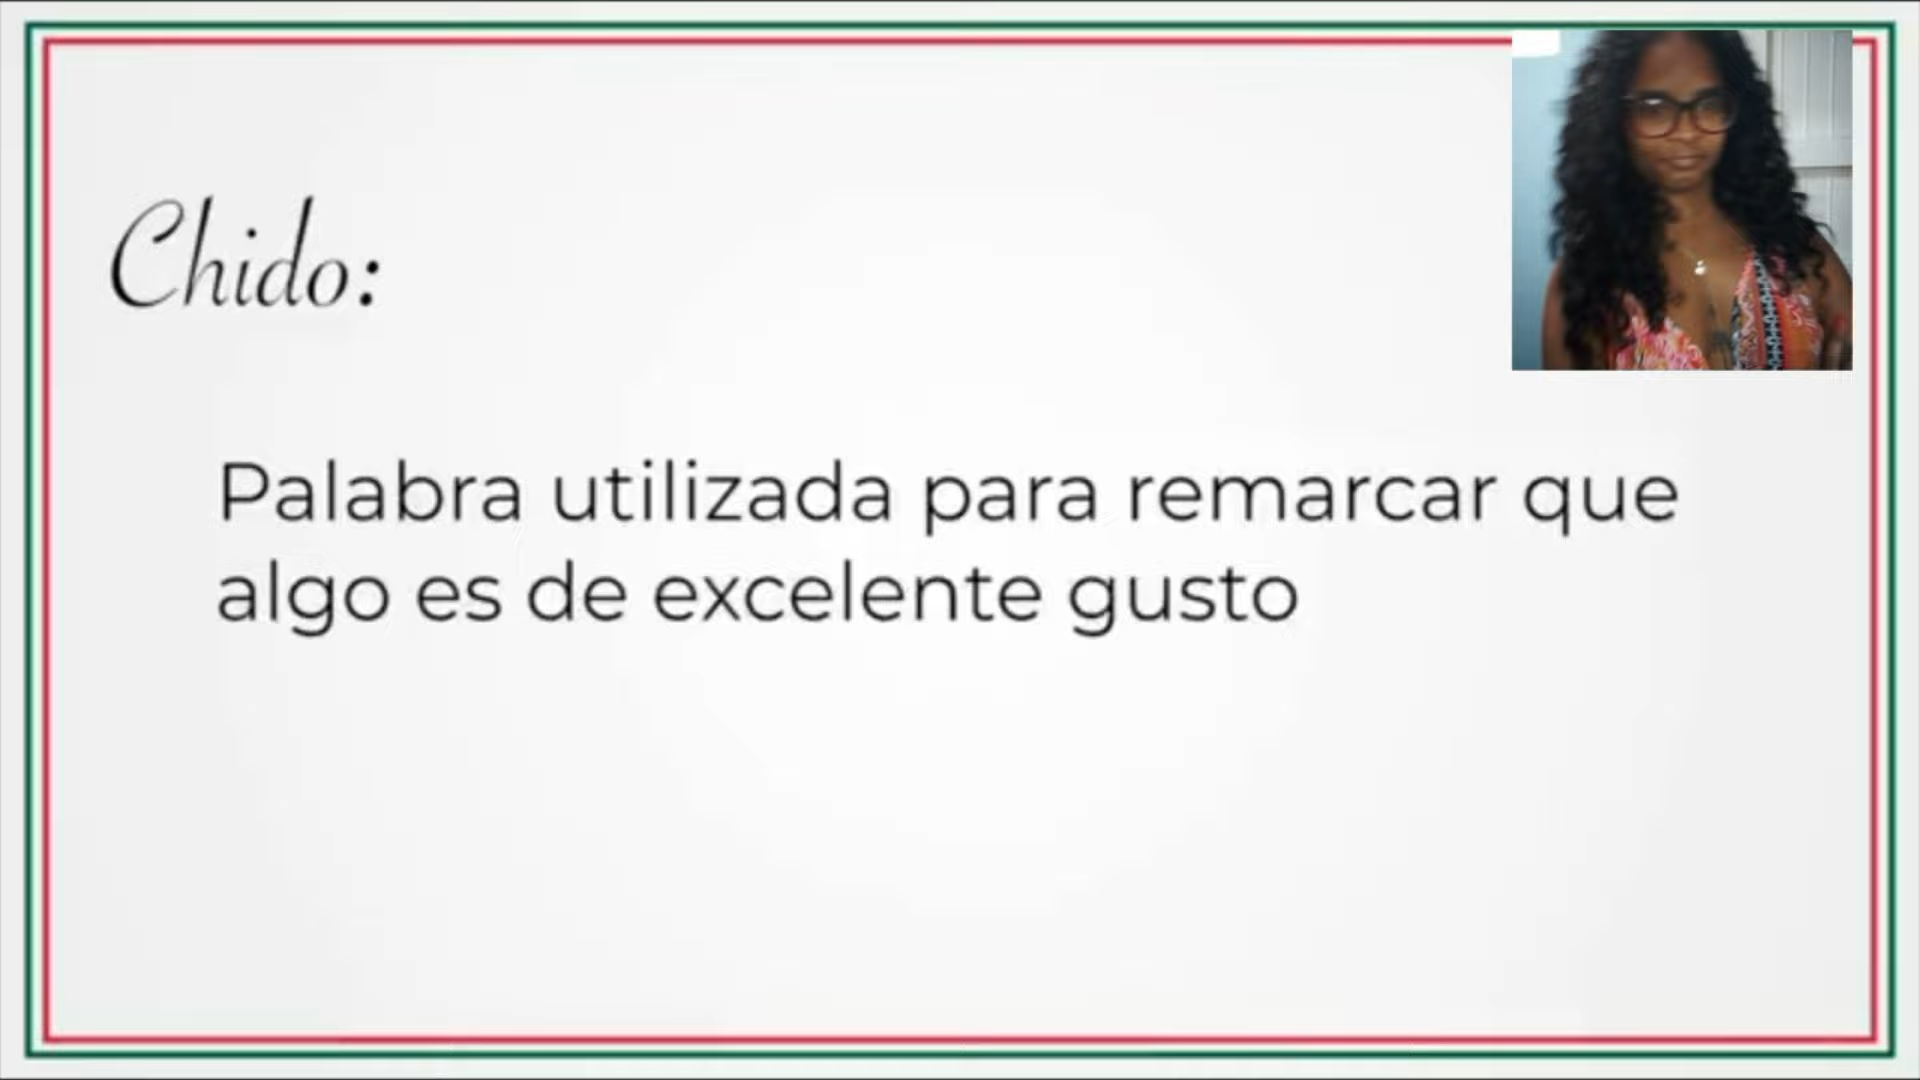 Chido:
Palabra utilizada para remarcar que
algo es de excelente gusto